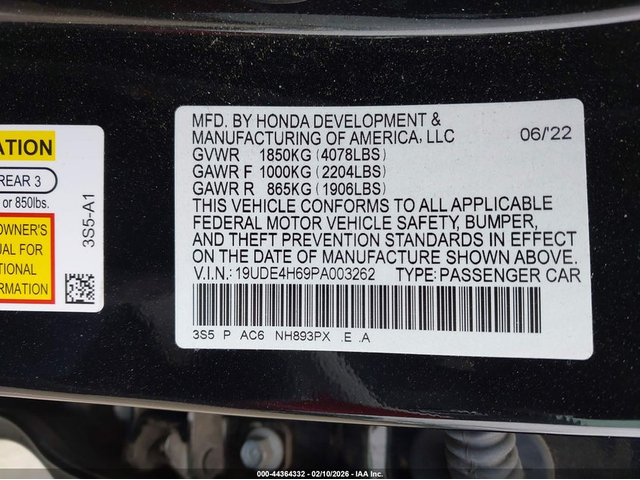 ATION
REAR 3
or 850lbs.
OWNER'S
UAL FOR
TIONAL
FORMATION
3S5-A1
MFD. BY HONDA DEVELOPMENT &
MANUFACTURING OF AMERICA, LLC 06/'22
GVWR 1850KG (4078LBS)
GAWR F 1000KG (2204LBS)
GAWR R 865KG (1906LBS)
THIS VEHICLE CONFORMS TO ALL APPLICABLE
FEDERAL MOTOR VEHICLE SAFETY, BUMPER,
AND THEFT PREVENTION STANDARDS IN EFFECT
ON THE DATE OF MANUFACTURE SHOWN ABOVE.
V.I.N.: 19UDE4H69PA003262 TYPE: PASSENGER CAR
3S5 P AC6 NH893PX .E .A
000-44364332 - 02/10/2026 - IAA Inc.